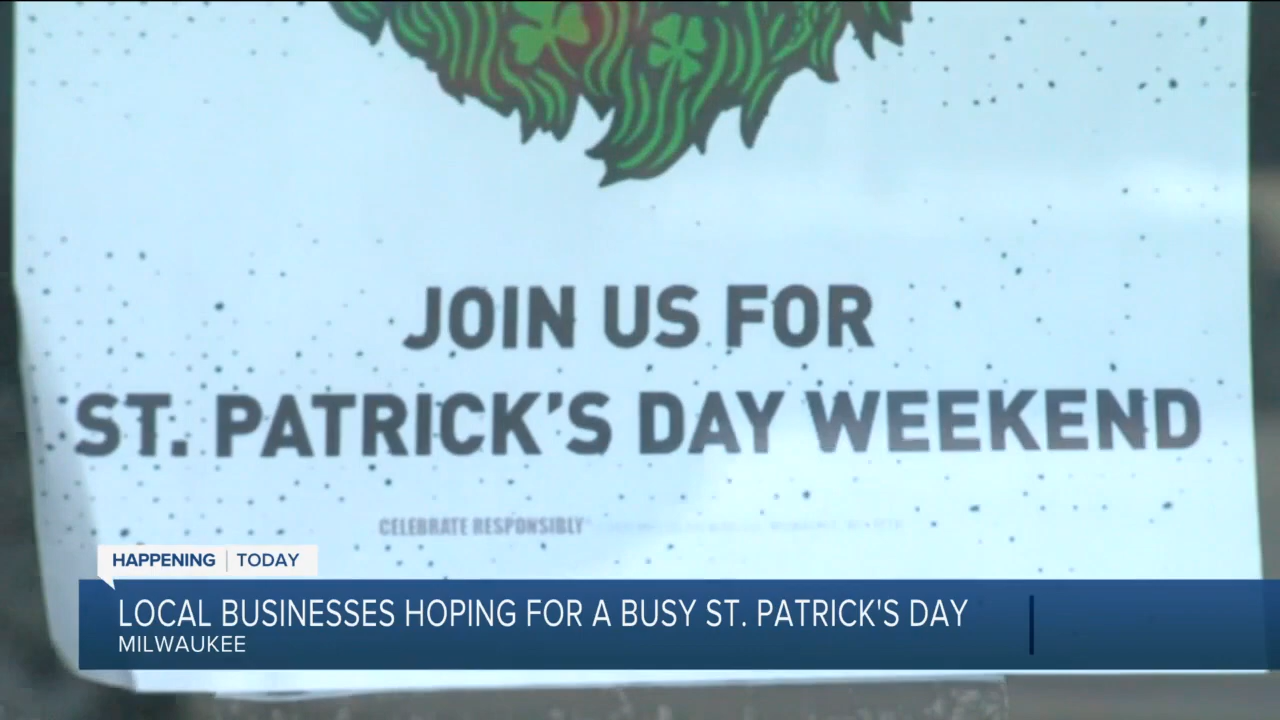 JOIN US FOR
ST. PATRICK'S DAY WEEKEND
CELEBRATE RESPONSIBLY
HAPPENING | TODAY
LOCAL BUSINESSES HOPING FOR A BUSY ST. PATRICK'S DAY
MILWAUKEE